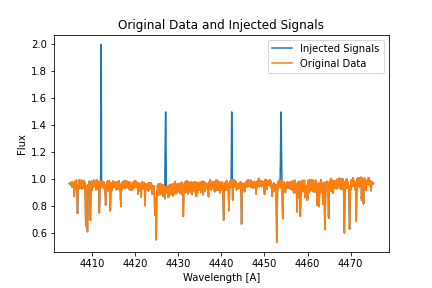 Original Data and Injected Signals
Injected Signals
Original Data
Flux
2.0
1.8
1.6
1.4
1.2
1.0
0.8
0.6
4410 4420 4430 4440 4450 4460 4470
Wavelength [A]